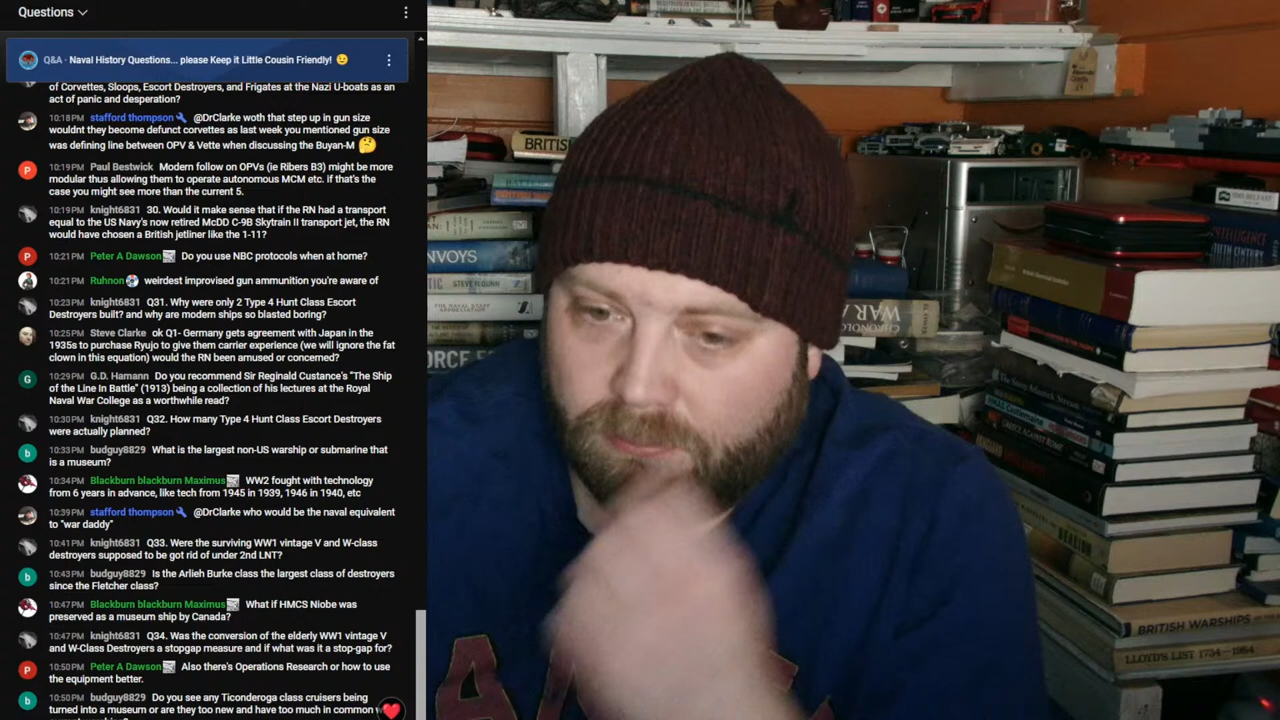 Questions
Q&A · Naval History Questions... please Keep it Little Cousin Friendly! 😉
of Corvettes, Sloops, Escort Destroyers, and Frigates at the Nazi U-boats as an
act of panic and desperation?
10:18PM stafford thompson @DrClarke woth that step up in gun size
wouldnt they become defunct corvettes as last week you mentioned gun size
was defining line between OPV & Vette when discussing the Buyan-M 🤔
10:19PM Paul Bestwick Modern follow on OPVs (ie Ribers B3) might be more
modular thus allowing them to operate autonomous MCM etc. if that's the
case you might see more than the current 5.
10:19PM knight6831 30. Would it make sense that if the RN had a transport
equal to the US Navy's now retired McDD C-9B Skytrain II transport jet, the RN
would have chosen a British jetliner like the 1-11?
10:21PM Peter A Dawson Do you use NBC protocols when at home?
10:21PM Ruhnon weirdest improvised gun ammunition you're aware of
10:23PM knight6831 Q31. Why were only 2 Type 4 Hunt Class Escort
Destroyers built? and why are modern ships so blasted boring?
10:25PM Steve Clarke ok Q1- Germany gets agreement with Japan in the
1935s to purchase Ryujo to give them carrier experience (we will ignore the fat
clown in this equation) would the RN been amused or concerned?
10:29PM G.D. Hamann Do you recommend Sir Reginald Custance's "The Ship
of the Line In Battle" (1913) being a collection of his lectures at the Royal
Naval War College as a worthwhile read?
10:30PM knight6831 Q32. How many Type 4 Hunt Class Escort Destroyers
were actually planned?
10:33PM budguy8829 What is the largest non-US warship or submarine that
is a museum?
10:34PM Blackburn blackburn Maximus WW2 fought with technology
from 6 years in advance, like tech from 1945 in 1939, 1946 in 1940, etc
10:39PM stafford thompson @DrClarke who would be the naval equivalent
to "war daddy"
10:41PM knight6831 Q33. Were the surviving WW1 vintage V and W-class
destroyers supposed to be got rid of under 2nd LNT?
10:43PM budguy8829 Is the Arlieh Burke class the largest class of destroyers
since the Fletcher class?
10:47PM Blackburn blackburn Maximus What if HMCS Niobe was
preserved as a museum ship by Canada?
10:47PM knight6831 Q34. Was the conversion of the elderly WW1 vintage V
and W-Class Destroyers a stopgap measure and if what was it a stop-gap for?
10:50PM Peter A Dawson Also there's Operations Research or how to use
the equipment better.
10:50PM budguy8829 Do you see any Ticonderoga class cruisers being
turned into a museum or are they too new and have too much in common
BRITISH
NVOYS
STEVE R DUNN
THE NAVAL STAFF
WAR
CHRONOLO
INTELLIGENCE
BRITISH WARSHIPS
LLOYD'S LIST 1734-1984